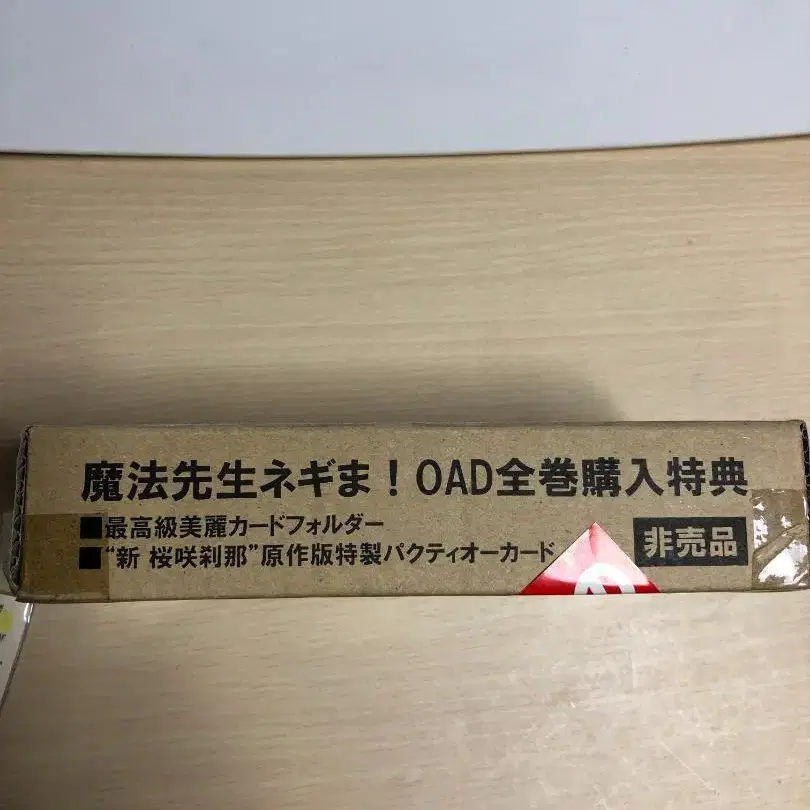 魔法先生ネギま！OAD全巻購入特典
■最高級美麗カードフォルダー
■“新 桜咲刹那”原作版特製パクティオーカード
非売品